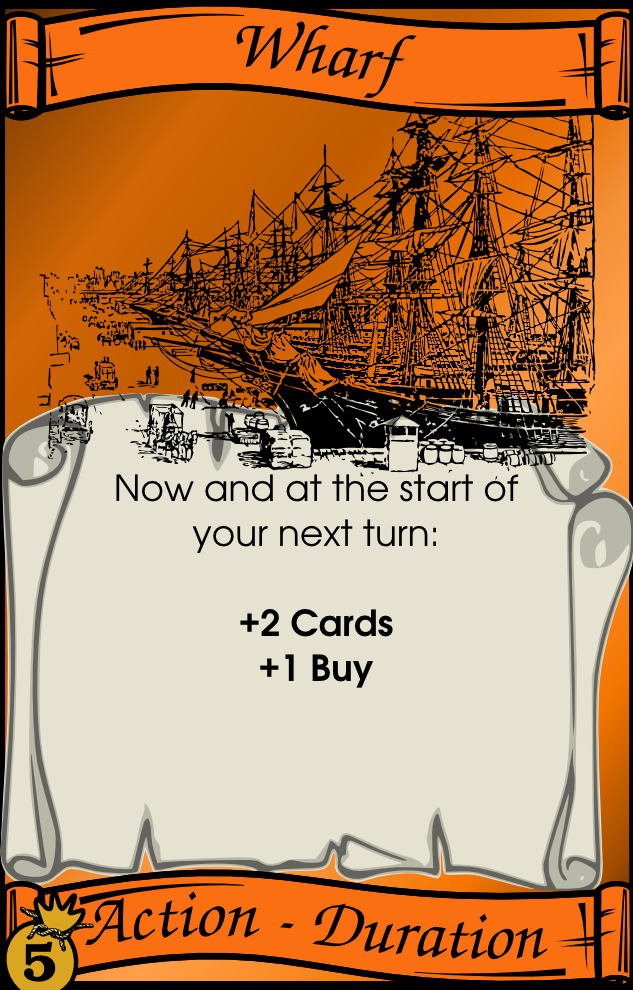 Wharf
Now and at the start of
your next turn:
+2 Cards
+1 Buy
Action - Duration
5